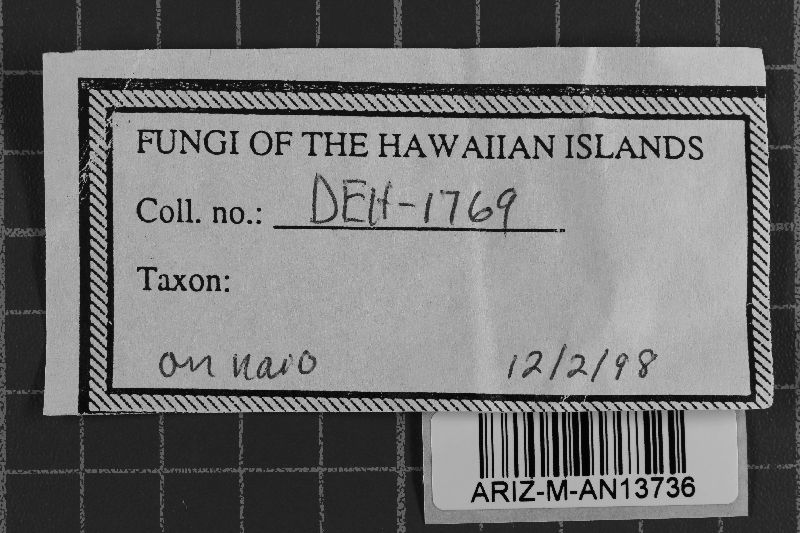 FUNGI OF THE HAWAIIAN ISLANDS
Coll. no.: DEH-1769
Taxon:
on naio 12/2/98
ARIZ-M-AN13736